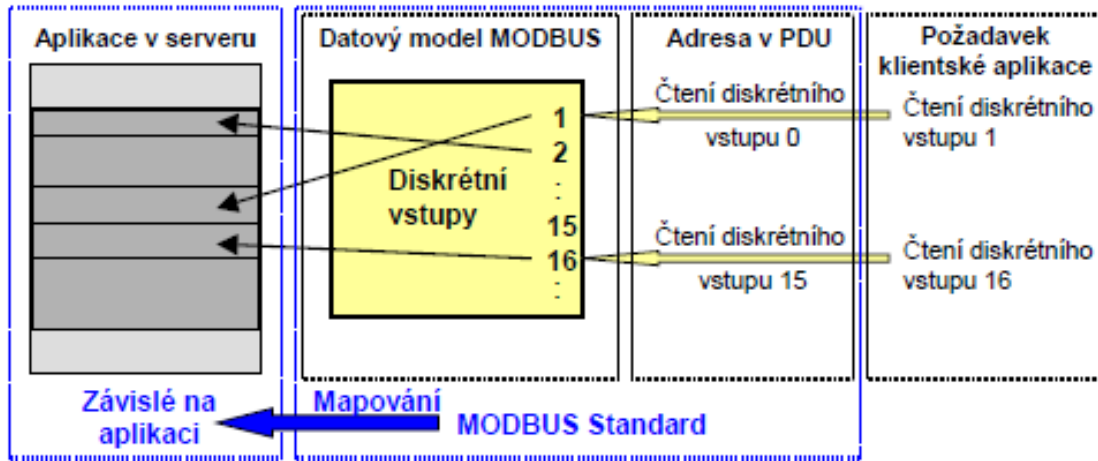 Aplikace v serveru
Datový model MODBUS
Adresa v PDU
Požadavek
klientské aplikace
1
2
:
15
16
:
Diskrétní
vstupy
Čtení diskrétního
vstupu 0
Čtení diskrétního
vstupu 1
Čtení diskrétního
vstupu 15
Čtení diskrétního
vstupu 16
Závislé na
aplikaci
Mapování
MODBUS Standard